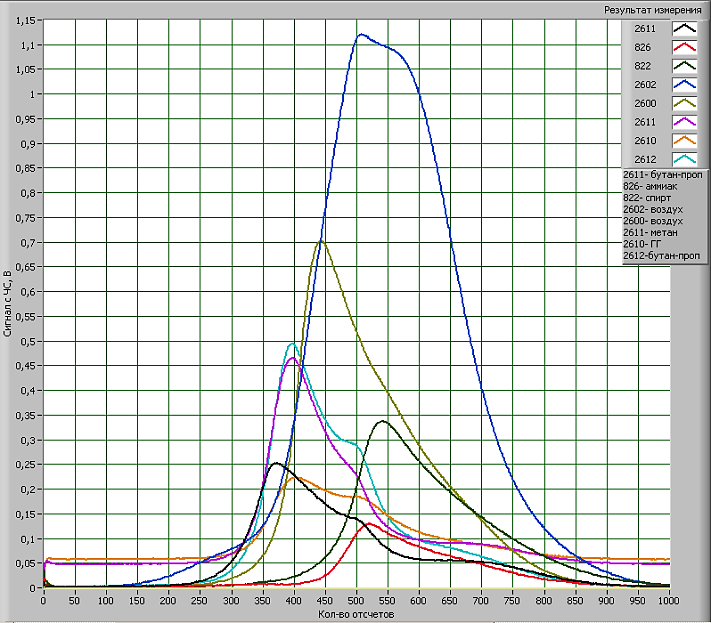 Результат измерения
2611
826
822
2602
2600
2611
2610
2612
2611- бутан-проп
826- аммиак
822- спирт
2602- воздух
2600- воздух
2611- метан
2610- ГГ
2612-бутан-проп
Сигнал с ЧС, В
1,15
1,1
1,05
1
0,95
0,9
0,85
0,8
0,75
0,7
0,65
0,6
0,55
0,5
0,45
0,4
0,35
0,3
0,25
0,2
0,15
0,1
0,05
0
0 50 100 150 200 250 300 350 400 450 500 550 600 650 700 750 800 850 900 950 1000
Кол-во отсчетов